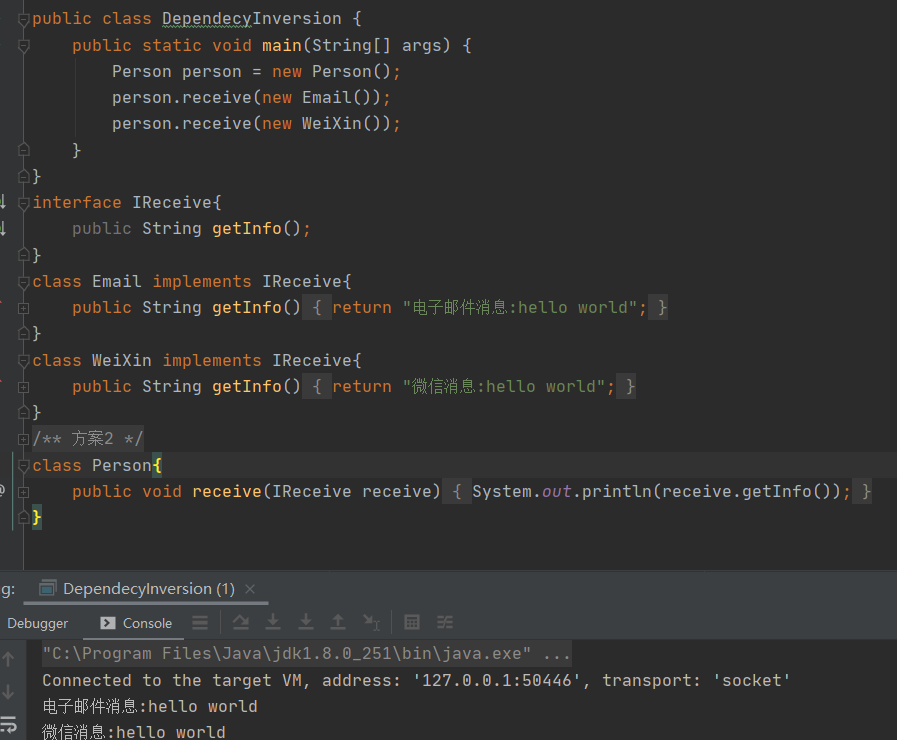 public class DependecyInversion {
public static void main(String[] args) {
Person person = new Person();
person.receive(new Email());
person.receive(new WeiXin());
}
}
interface IReceive{
public String getInfo();
}
class Email implements IReceive{
public String getInfo() { return "电子邮件消息:hello world"; }
}
class WeiXin implements IReceive{
public String getInfo() { return "微信消息:hello world"; }
}
/** 方案2 */
class Person{
public void receive(IReceive receive) { System.out.println(receive.getInfo()); }
}
g: DependecyInversion (1)
Debugger Console
"C:\Program Files\Java\jdk1.8.0_251\bin\java.exe" ...
Connected to the target VM, address: '127.0.0.1:50446', transport: 'socket'
电子邮件消息:hello world
微信消息:hello world